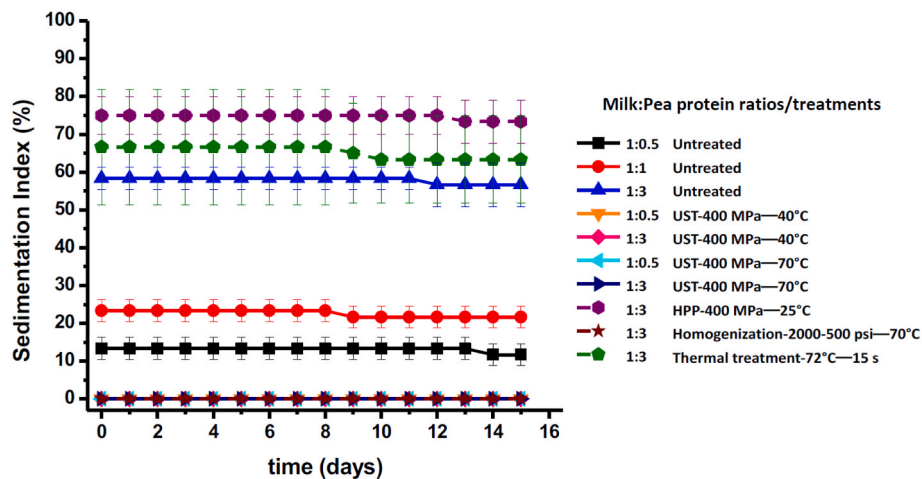 100
90
80
70
60
50
40
30
20
10
0
Sedimentation Index (%)
0 2 4 6 8 10 12 14 16
time (days)
Milk:Pea protein ratios/treatments
1:0.5 Untreated
1:1 Untreated
1:3 Untreated
1:0.5 UST-400 MPa—40°C
1:3 UST-400 MPa—40°C
1:0.5 UST-400 MPa—70°C
1:3 UST-400 MPa—70°C
1:3 HPP-400 MPa—25°C
1:3 Homogenization-2000-500 psi—70°C
1:3 Thermal treatment-72°C—15 s